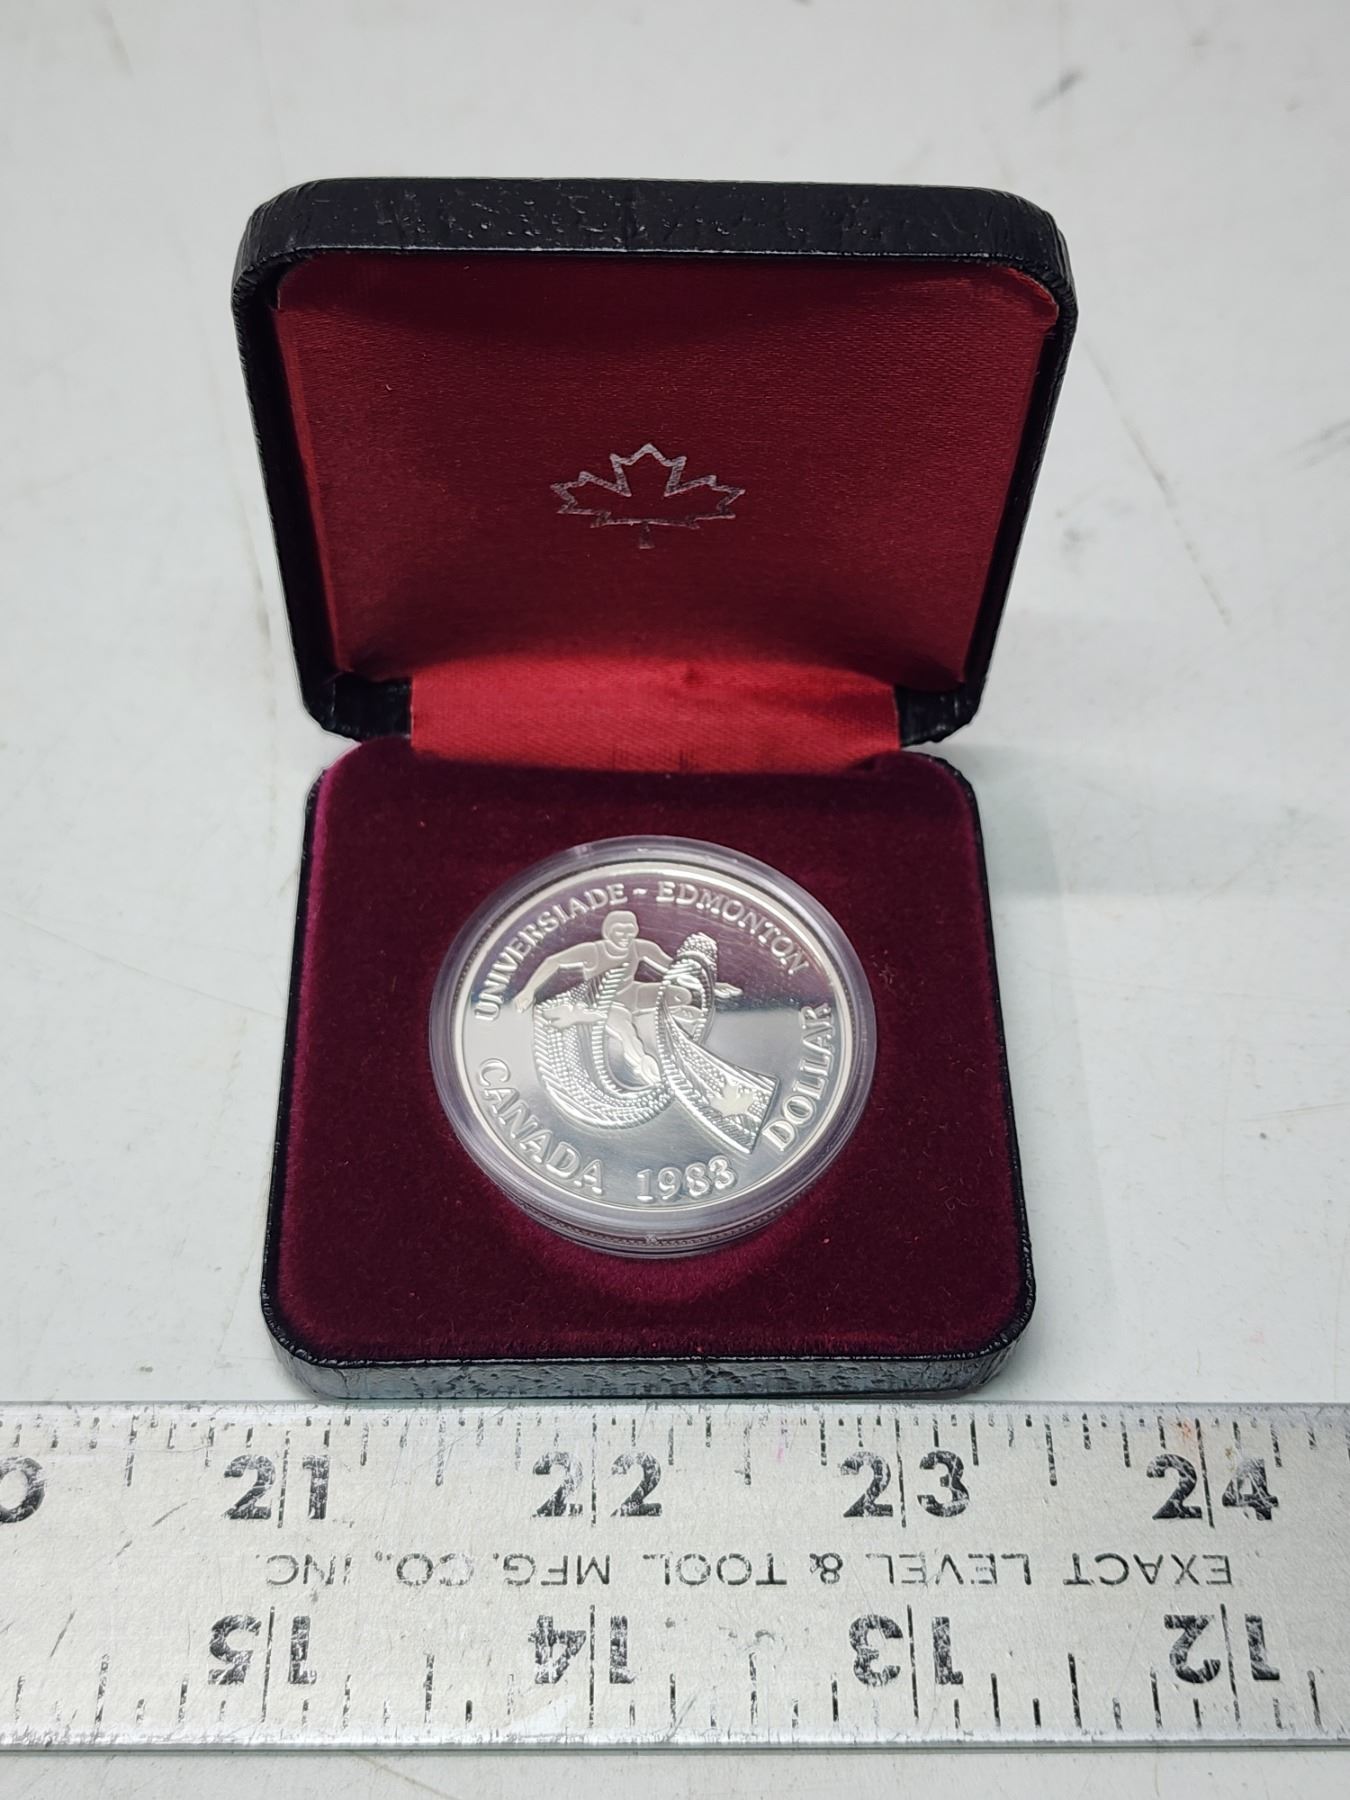 UNIVERSIADE - EDMONTON
CANADA 1983 DOLLAR
0 21 22 23 24
EXACT LEVEL & TOOL MFG. CO., INC.
15 14 13 12